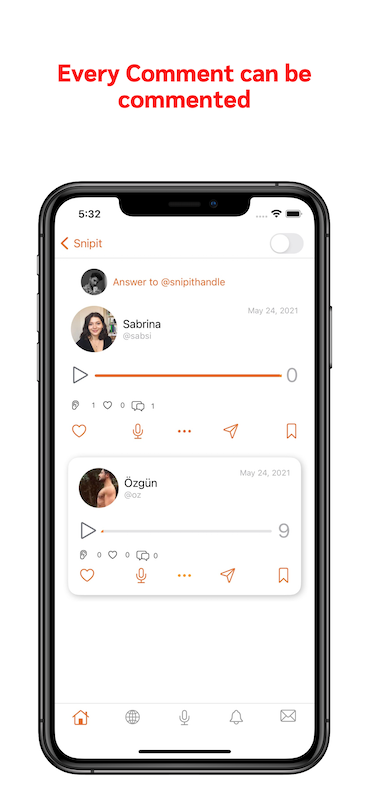 Every Comment can be
commented
5:32
Snipit
Answer to @snipithandle
May 24, 2021
Sabrina
@sabsi
0
1 0 1
May 24, 2021
Özgün
@oz
9
0 0 0